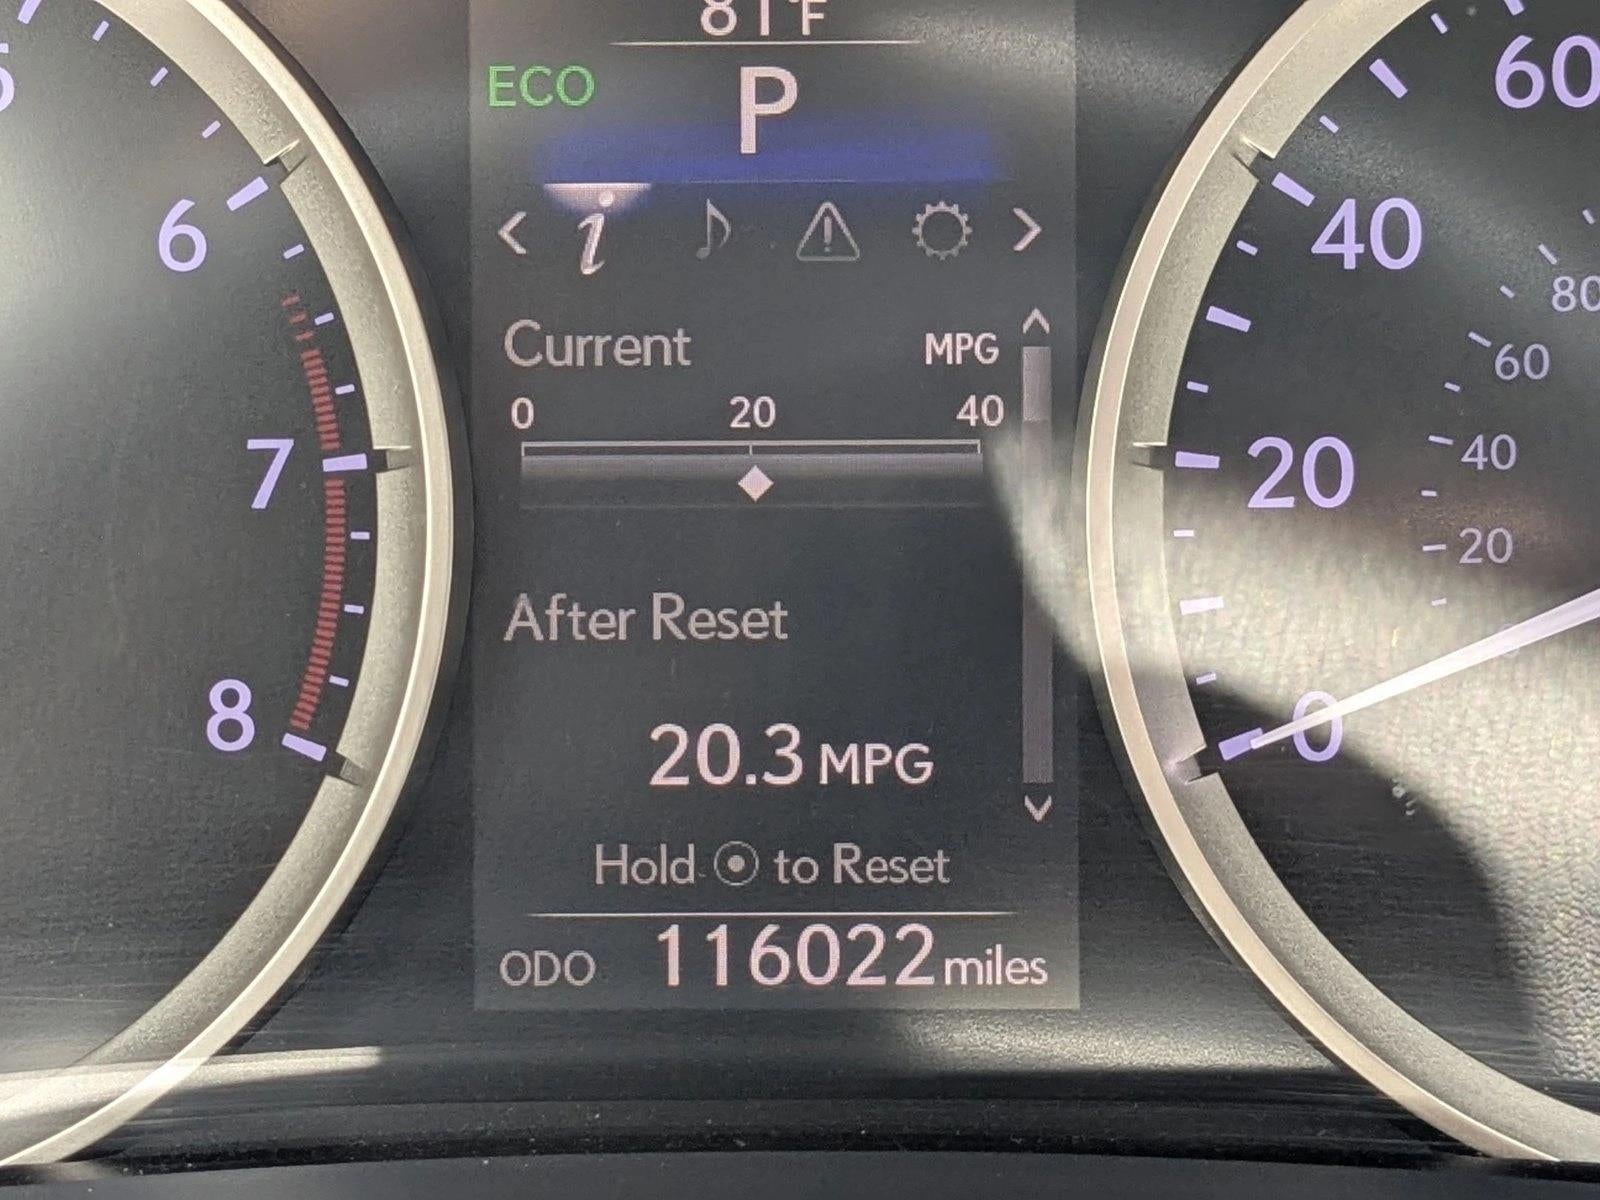 81°F
ECO P
6
7
8
Current MPG
0 20 40
After Reset
20.3 MPG
Hold to Reset
ODO 116022 miles
60
40
20
0
80
60
40
20